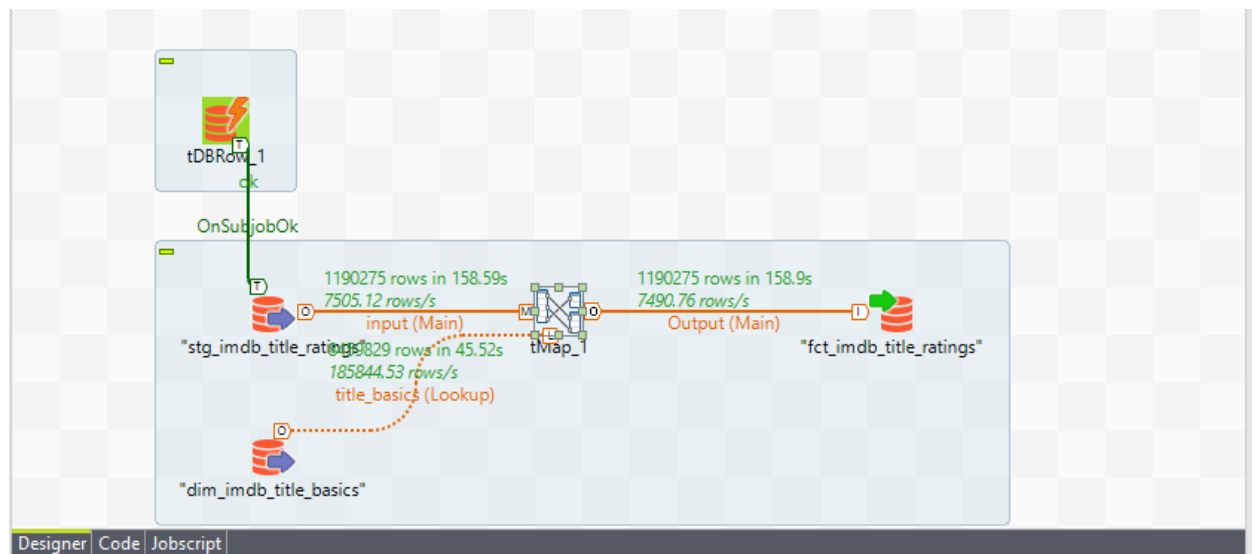 tDBRow_1
ok
OnSubjobOk
T
T
1190275 rows in 158.59s
7505.12 rows/s
input (Main)
O
M
O
1190275 rows in 158.9s
7490.76 rows/s
Output (Main)
I
"stg_imdb_title_ratings"
rows in 45.52s
tMap_1
"fct_imdb_title_ratings"
185844.53 rows/s
title_basics (Lookup)
O
"dim_imdb_title_basics"
Designer Code Jobscript